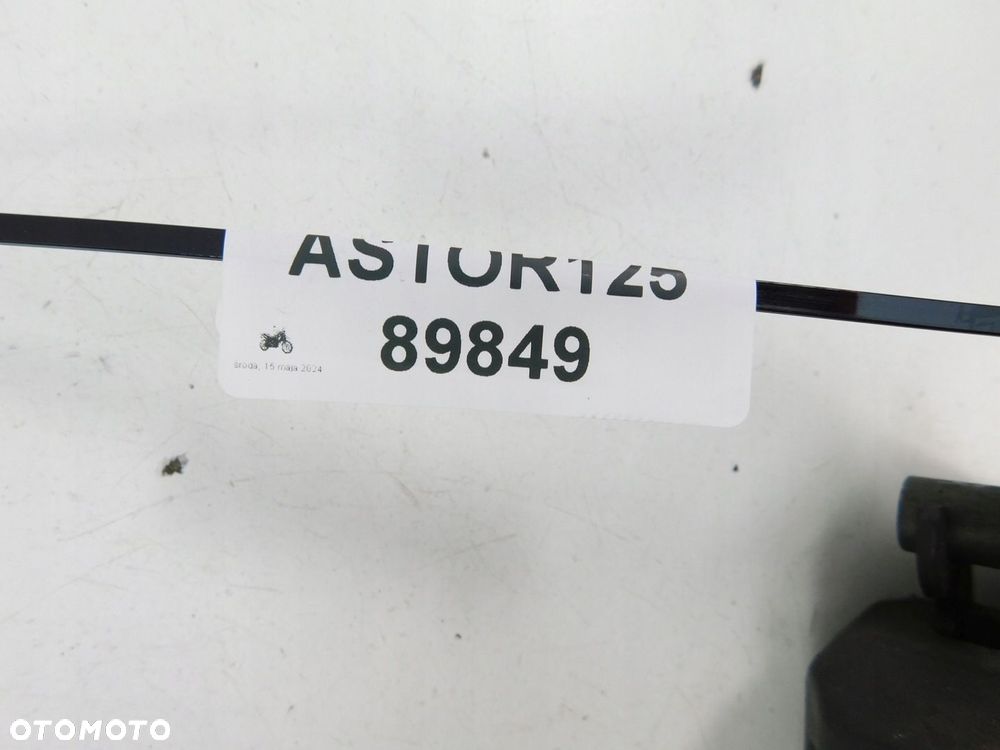 ASTOR125
89849
środa, 15 maja 2024
OTOMOTO